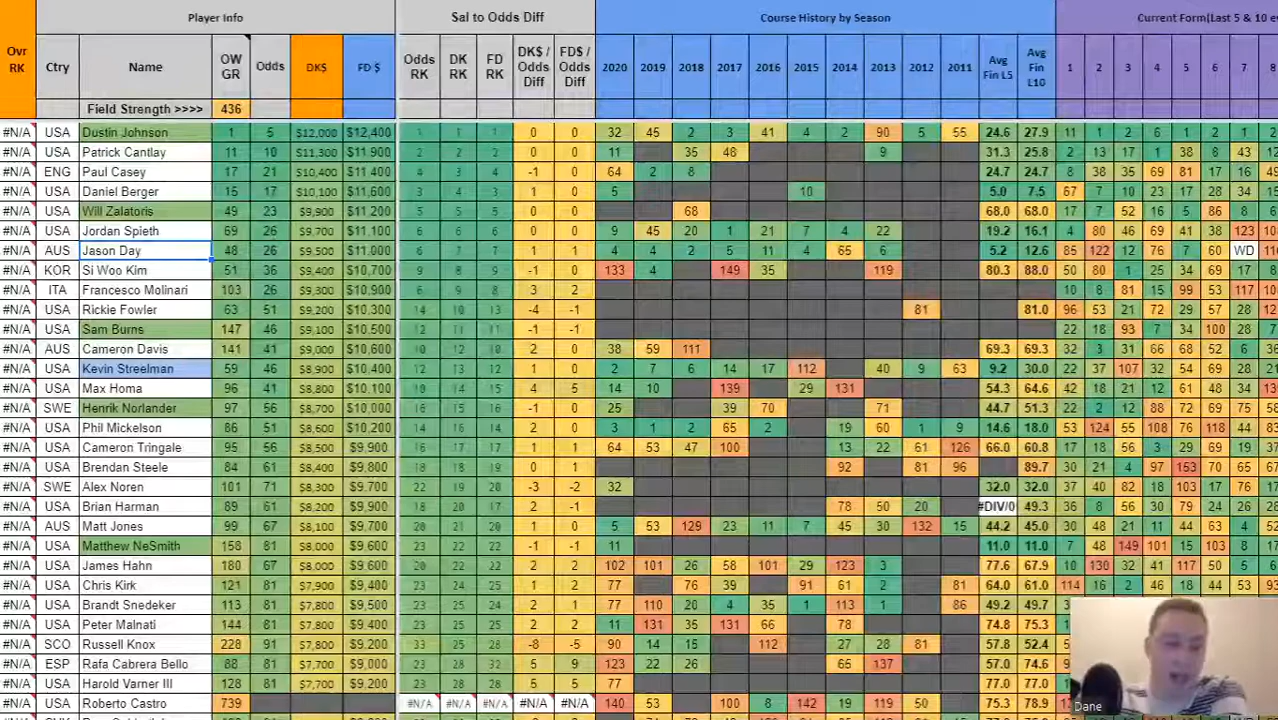 Player Info Sal to Odds Diff Course History by Season Current Form(Last 5 & 10 e
Ovr RK Ctry Name OW GR Odds DK$ FD $ Odds RK DK RK FD RK DK$ / Odds Diff FD$ / Odds Diff 2020 2019 2018 2017 2016 2015 2014 2013 2012 2011 Avg Fin L5 Avg Fin L10 1 2 3 4 5 6 7 8
Field Strength >>>> 436
#N/A USA Dustin Johnson 1 5 $12,000 $12,400 1 1 1 0 0 32 45 2 3 41 4 2 90 5 55 24.6 27.9 11 1 2 6 1 2 1 2
#N/A USA Patrick Cantlay 11 10 $11,300 $11,900 2 2 2 0 0 11 35 48 9 31.3 25.8 2 13 17 1 38 8 43
#N/A ENG Paul Casey 17 21 $10,400 $11,400 4 3 4 -1 0 64 2 8 24.7 24.7 8 38 35 69 81 17 6 49
#N/A USA Daniel Berger 15 17 $10,100 $11,600 3 4 3 1 0 5 10 5.0 7.5 67 7 10 23 17 28 7
#N/A USA Will Zalatoris 49 23 $9,900 $11,200 5 5 5 0 0 68 68.0 68.0 17 7 52 16 6 86 5 8
#N/A USA Jordan Spieth 69 26 $9,700 $11,100 6 6 6 0 0 9 45 20 1 21 7 4 22 19.2 16.1 4 80 46 69 41 38 123 10
#N/A AUS Jason Day 48 26 $9,500 $11,000 6 7 7 1 1 4 4 2 5 11 4 65 6 5.2 12.6 85 122 12 76 7 60 WD 11
#N/A KOR Si Woo Kim 51 36 $9,400 $10,700 9 8 9 -1 0 133 4 149 35 119 80.3 88.0 50 80 1 25 34 69 17 8
#N/A ITA Francesco Molinari 103 26 $9,300 $10,900 6 9 8 3 2 10 8 81 15 99 53 117 10
#N/A USA Rickie Fowler 63 51 $9,200 $10,300 14 10 13 -4 -1 81 81.0 96 53 21 72 29 57 28
#N/A USA Sam Burns 147 46 $9,100 $10,500 12 11 11 -1 -1 22 18 93 7 34 100 28 7
#N/A AUS Cameron Davis 141 41 $9,000 $10,600 10 12 10 2 0 38 59 111 69.3 69.3 32 3 31 66 68 52 6
#N/A USA Kevin Streelman 59 46 $8,900 $10,400 12 13 12 1 0 2 7 6 14 17 112 40 9 63 9.2 30.0 22 37 107 32 54 69 28
#N/A USA Max Homa 96 41 $8,800 $10,100 10 14 15 4 5 14 10 139 29 131 54.3 64.6 42 18 21 12 61 48 34 13
#N/A SWE Henrik Norlander 97 56 $8,700 $10,000 16 15 16 -1 0 25 39 70 71 44.7 51.3 22 2 12 88 72 69 75 58
#N/A USA Phil Mickelson 86 51 $8,600 $10,200 14 16 14 2 0 3 1 2 65 2 19 60 1 9 14.6 18.0 53 124 55 108 76 118 44 83
#N/A USA Cameron Tringale 95 56 $8,500 $9,900 16 17 17 1 1 64 53 47 100 13 22 61 126 66.0 60.8 17 18 56 3 29 69 16
#N/A USA Brendan Steele 84 61 $8,400 $9,800 18 18 19 0 1 92 81 96 89.7 30 21 4 97 153 70 65 67
#N/A SWE Alex Noren 101 71 $8,300 $9,700 22 19 20 -3 -2 32 32.0 32.0 37 40 82 18 103 17 76
#N/A USA Brian Harman 89 61 $8,200 $9,900 18 20 17 2 -1 78 50 20 #DIV/0 49.3 36 8 56 30 79 24
#N/A AUS Matt Jones 99 67 $8,100 $9,700 20 21 20 1 0 5 53 129 23 11 7 45 30 132 15 44.2 45.0 30 48 21 11 44 63 4 52
#N/A USA Matthew NeSmith 158 81 $8,000 $9,600 23 22 22 -1 -1 11 11.0 11.0 7 48 149 101 15 103 8 17
#N/A USA James Hahn 180 67 $8,000 $9,600 20 22 22 2 2 102 101 26 58 101 29 123 3 77.6 67.9 10 130 32 41 117 50 5
#N/A USA Chris Kirk 121 81 $7,900 $9,400 23 24 25 1 2 77 76 39 91 61 2 81 64.0 61.0 114 16 2 46 18 44 53 93
#N/A USA Brandt Snedeker 113 81 $7,800 $9,500 23 25 24 2 1 77 110 20 4 35 1 113 1 86 49.2 49.7
#N/A USA Peter Malnati 144 81 $7,800 $9,400 23 25 25 2 2 11 131 35 131 66 78 74.8 75.3
#N/A SCO Russell Knox 228 91 $7,800 $9,200 33 25 28 -8 -5 90 14 15 112 27 28 81 57.8 52.4
#N/A ESP Rafa Cabrera Bello 88 81 $7,700 $9,000 23 28 32 5 9 123 22 26 65 137 57.0 74.6
#N/A USA Harold Varner III 128 81 $7,700 $9,200 23 28 28 5 5 77 77.0 77.0
#N/A USA Roberto Castro 739 #N/A #N/A #N/A #N/A #N/A 140 53 100 8 142 19 119 75.3 78.9
Dane